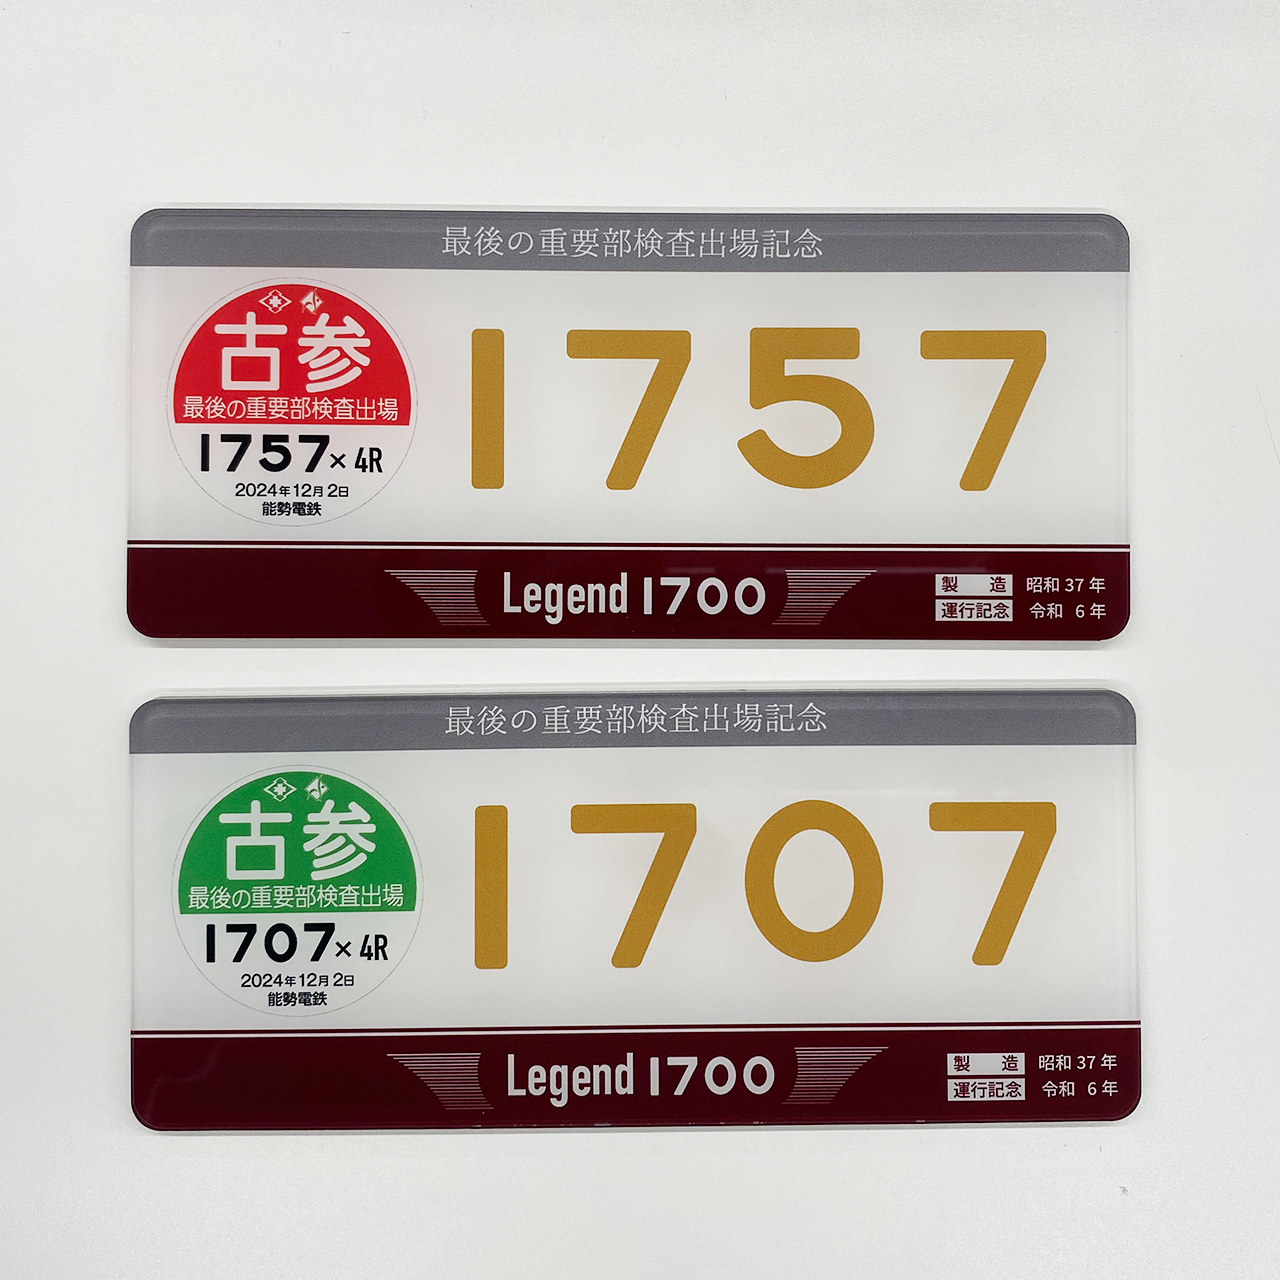 最後の重要部検査出場記念
古参
最後の重要部検査出場
1757× 4R
2024年12月2日
能勢電鉄
1757
Legend 1700
製 造 昭和 37 年
運行記念 令和 6 年
最後の重要部検査出場記念
古参
最後の重要部検査出場
1707× 4R
2024年12月2日
能勢電鉄
1707
Legend 1700
製 造 昭和 37 年
運行記念 令和 6 年